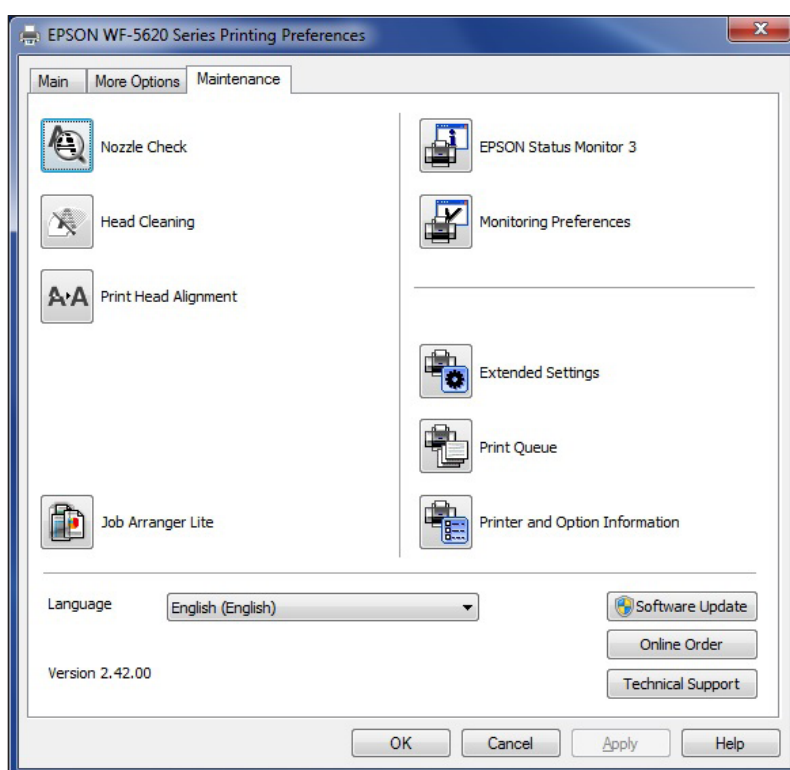 EPSON WF-5620 Series Printing Preferences
Main
More Options
Maintenance
Nozzle Check
Head Cleaning
Print Head Alignment
Job Arranger Lite
EPSON Status Monitor 3
Monitoring Preferences
Extended Settings
Print Queue
Printer and Option Information
Language
English (English)
Version 2.42.00
Software Update
Online Order
Technical Support
OK
Cancel
Apply
Help